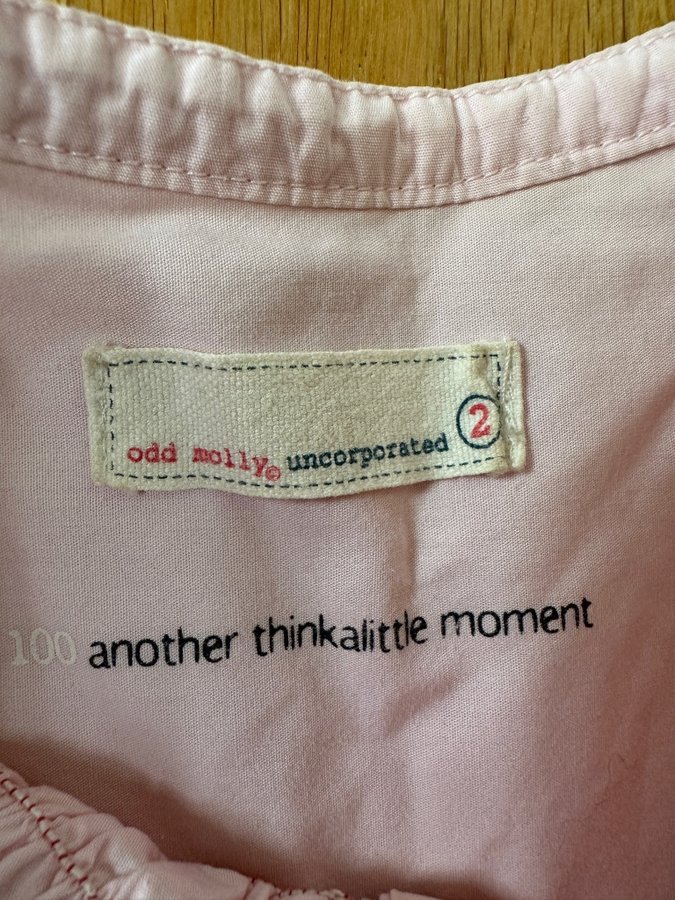 2
odd molly© uncorporated
100 another thinkalittle moment